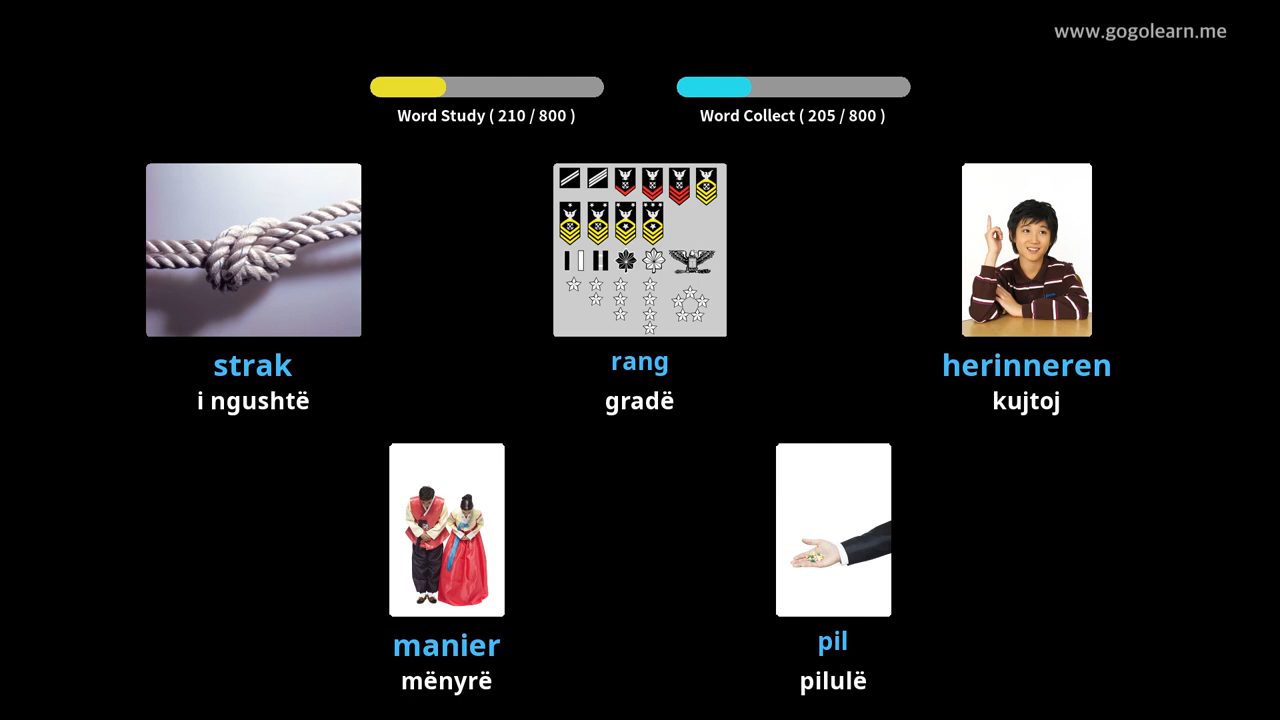 www.gogolearn.me
Word Study ( 210 / 800 )
Word Collect ( 205 / 800 )
strak
i ngushtë
rang
gradë
herinneren
kujtoj
manier
mënyrë
pil
pilulë